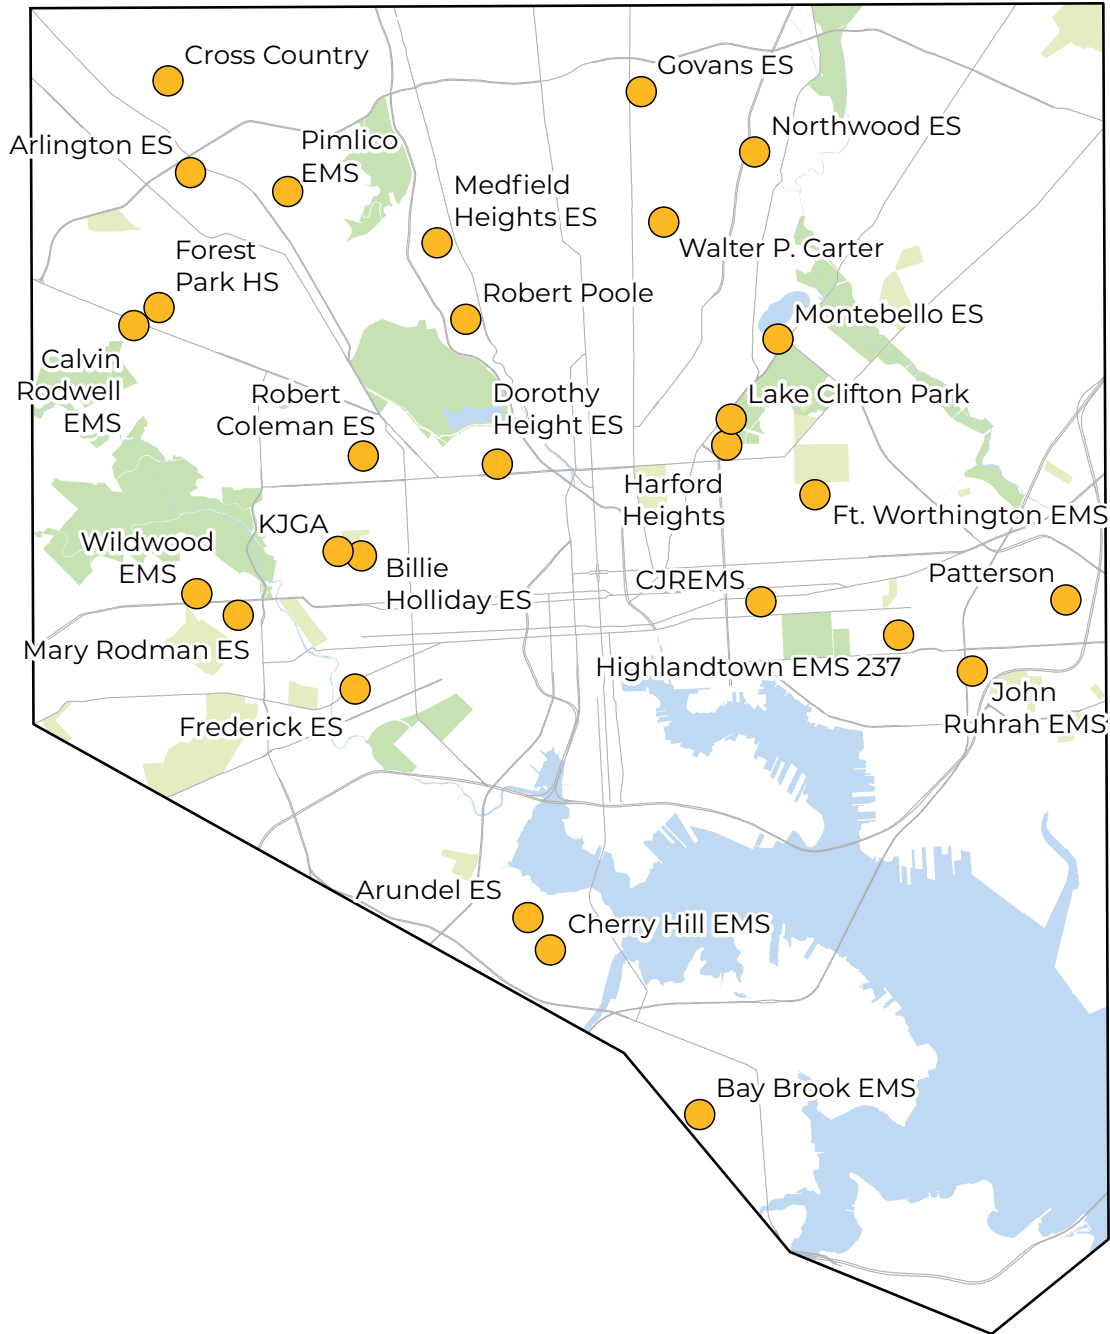 Cross Country
Govans ES
Northwood ES
Arlington ES
Pimlico
EMS
Medfield
Heights ES
Walter P. Carter
Forest
Park HS
Robert Poole
Montebello ES
Calvin
Rodwell
EMS
Robert
Coleman ES
Dorothy
Height ES
Lake Clifton Park
Harford
Heights
Ft. Worthington EMS
KJGA
Wildwood
EMS
Billie
Holliday ES
CJREMS
Patterson
Mary Rodman ES
Highlandtown EMS 237
John
Ruhrah EMS
Frederick ES
Arundel ES
Cherry Hill EMS
Bay Brook EMS